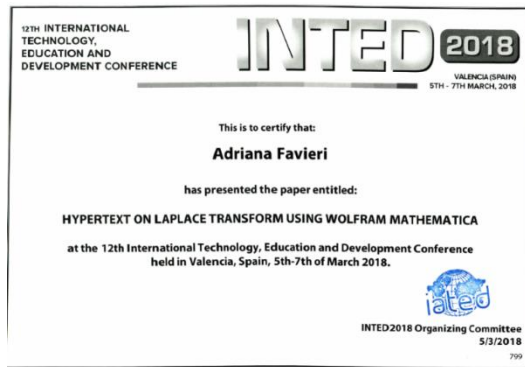 12TH INTERNATIONAL
TECHNOLOGY,
EDUCATION AND
DEVELOPMENT CONFERENCE
INTED 2018
VALENCIA (SPAIN)
5TH - 7TH MARCH, 2018
This is to certify that:
Adriana Favieri
has presented the paper entitled:
HYPERTEXT ON LAPLACE TRANSFORM USING WOLFRAM MATHEMATICA
at the 12th International Technology, Education and Development Conference
held in Valencia, Spain, 5th-7th of March 2018.
iated
INTED2018 Organizing Committee
5/3/2018
799